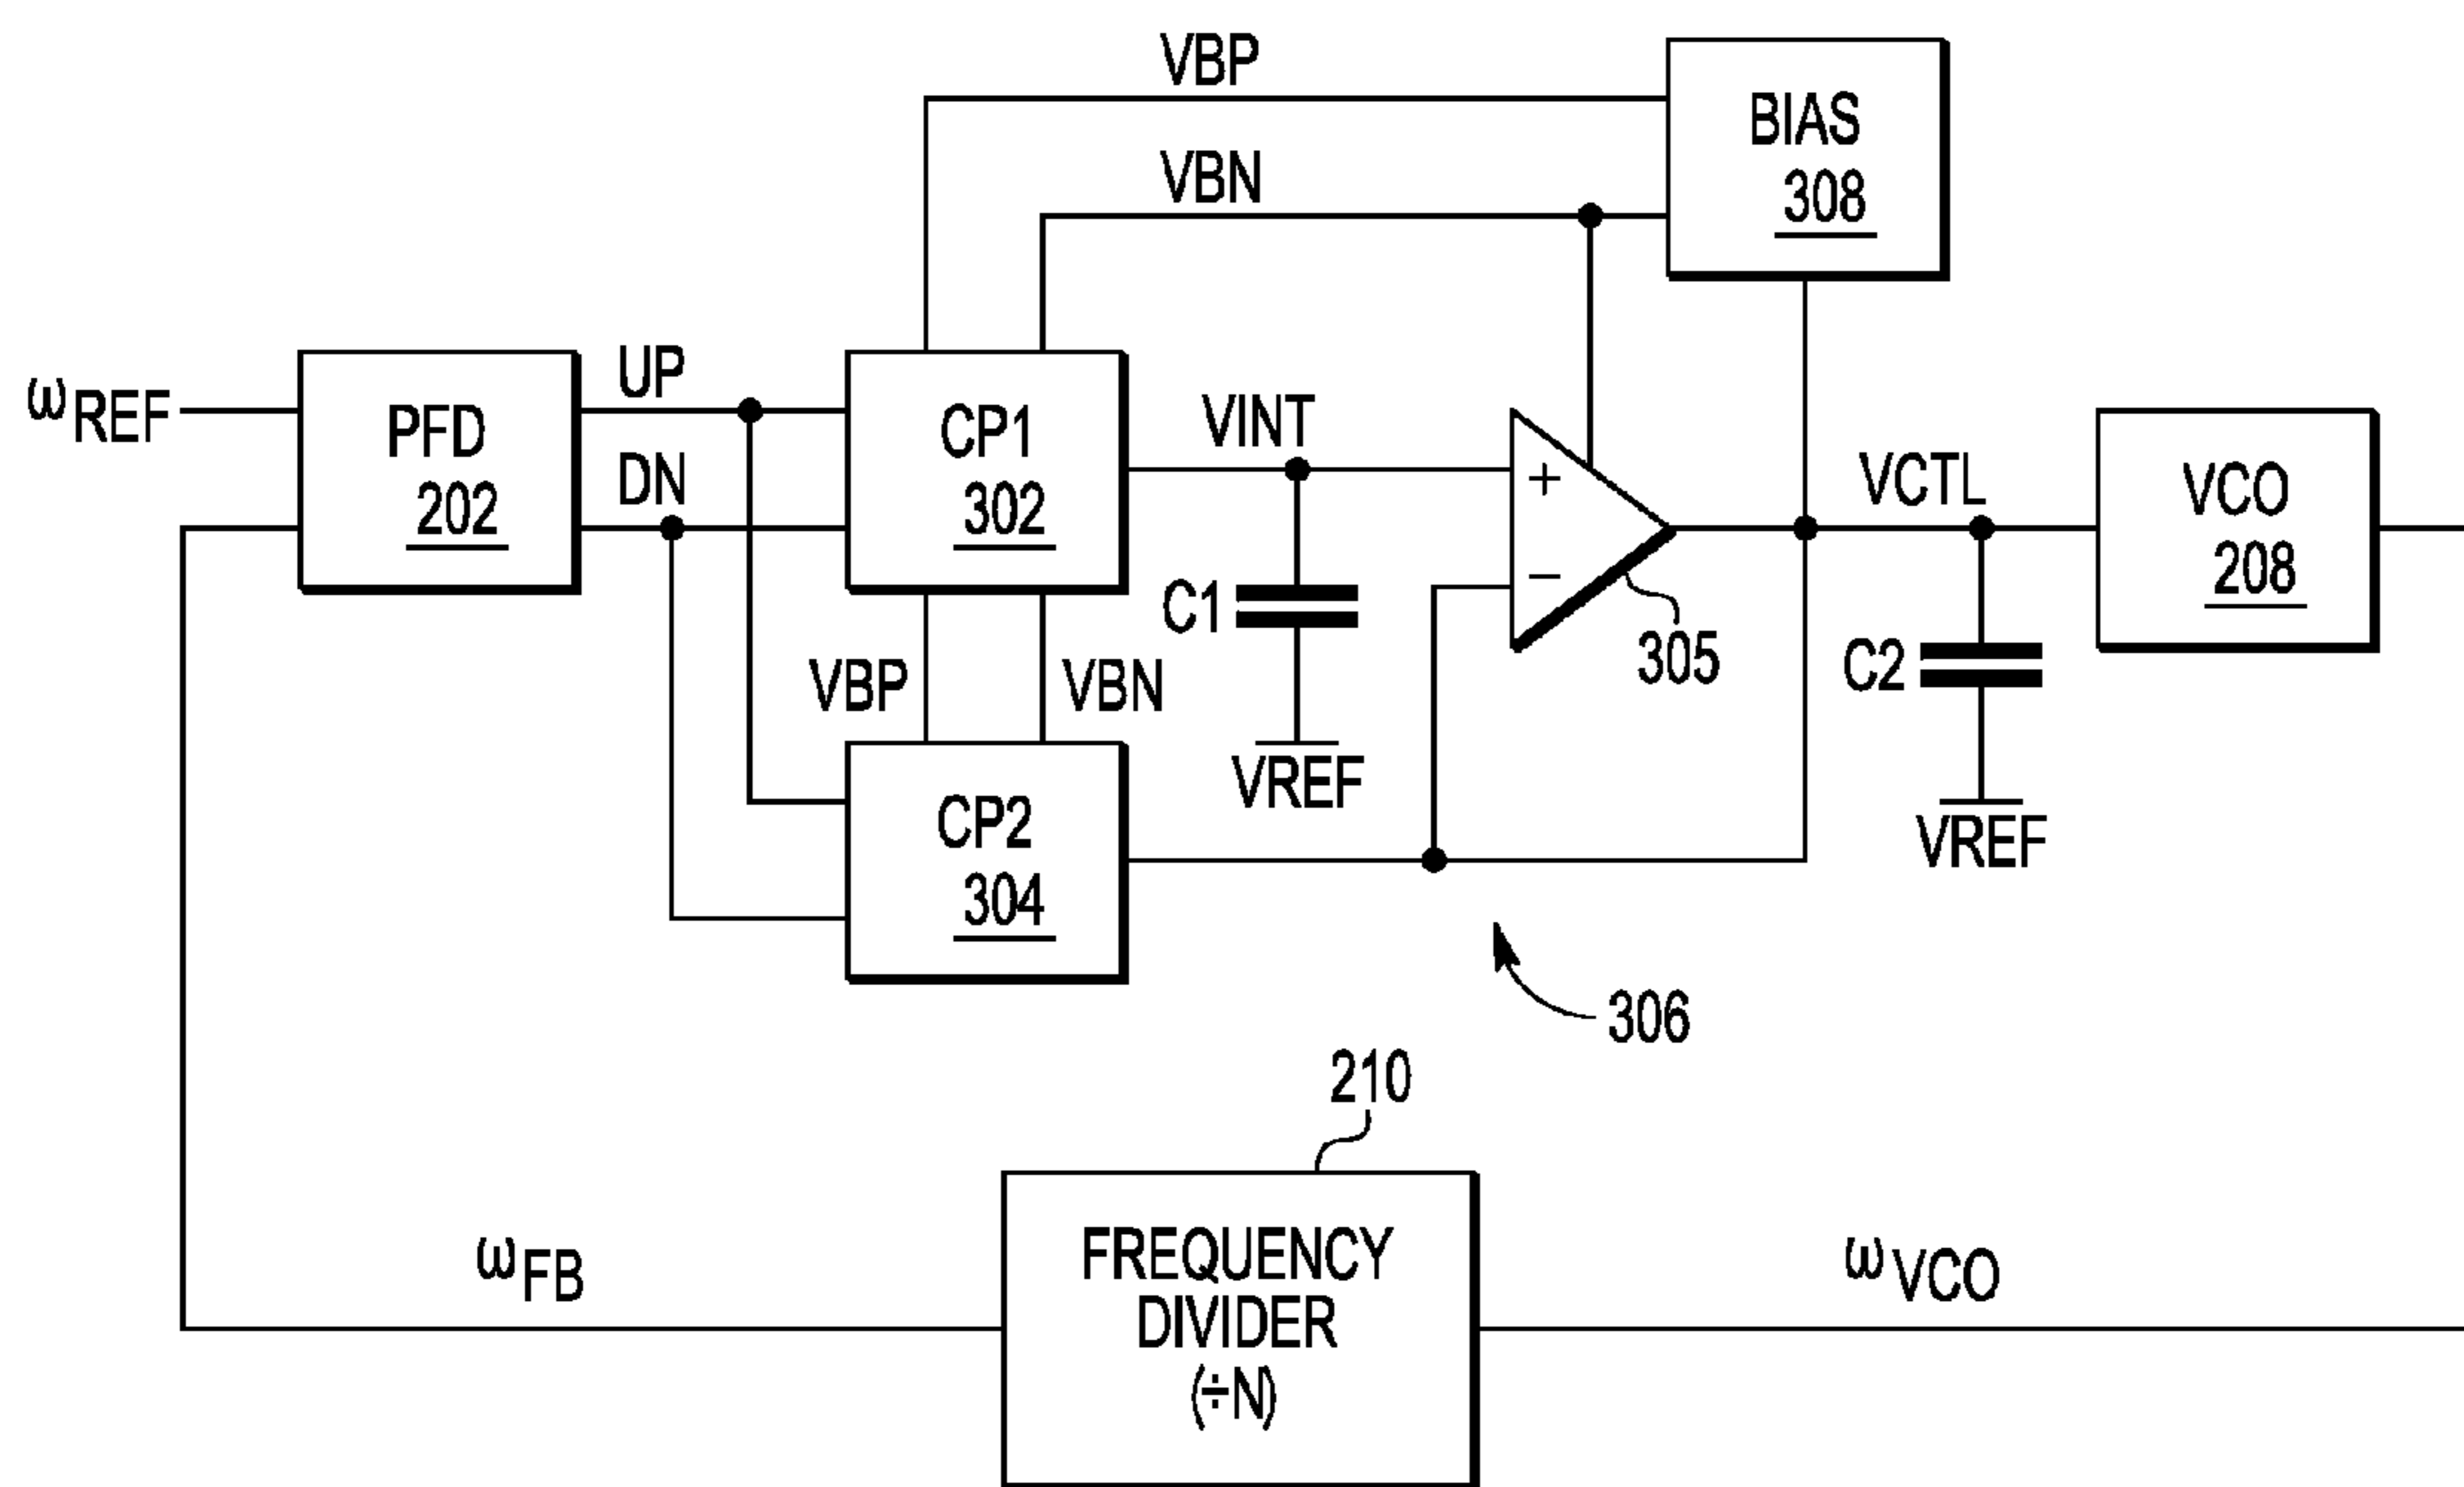 VBP
BIAS
308
VBN
ωREF
PFD
202
UP
DN
CP1
302
VINT
+
−
305
VCTL
VCO
208
C1
VREF
C2
VREF
VBP
VBN
CP2
304
306
210
FREQUENCY
DIVIDER
(÷N)
ωFB
ωVCO